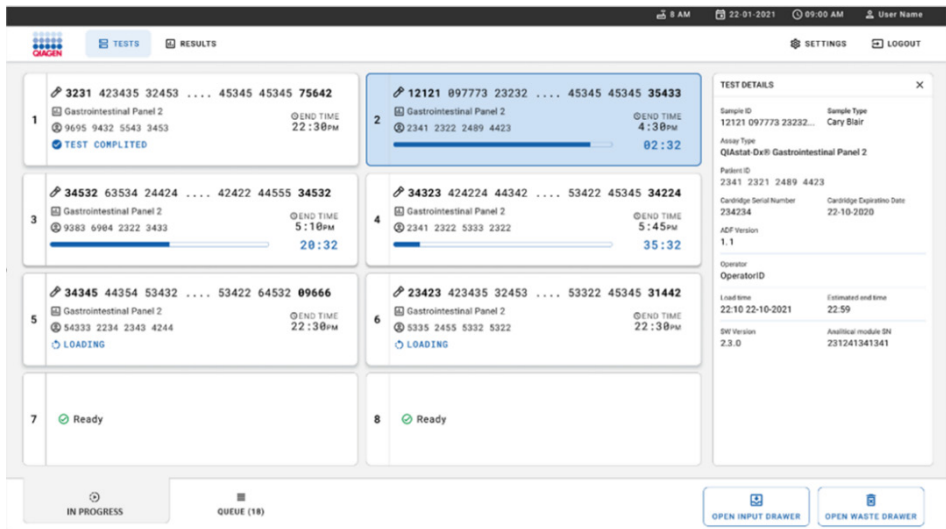 8 AM 22-01-2021 09:00 AM User Name
QIAGEN TESTS RESULTS SETTINGS LOGOUT
1
3231 423435 32453 .... 45345 45345 75642
Gastrointestinal Panel 2
9695 9432 5543 3453
END TIME
22:30PM
TEST COMPLITED
2
12121 097773 23232 .... 45345 45345 35433
Gastrointestinal Panel 2
2341 2322 2489 4423
END TIME
4:30PM
02:32
3
34532 63534 24424 .... 42422 44555 34532
Gastrointestinal Panel 2
9383 6904 2322 3433
END TIME
5:10PM
20:32
4
34323 424224 44342 .... 53422 45345 34224
Gastrointestinal Panel 2
2341 2322 5333 2322
END TIME
5:45PM
35:32
5
34345 44354 53432 .... 53422 64532 09666
Gastrointestinal Panel 2
54333 2234 2343 4244
END TIME
22:30PM
LOADING
6
23423 423435 32453 .... 53322 45345 31442
Gastrointestinal Panel 2
5335 2455 5332 5322
END TIME
22:30PM
LOADING
7
Ready
8
Ready
TEST DETAILS
Sample ID Sample Type
12121 097773 23232... Cary Blair
Assay Type
QIAstat-Dx® Gastrointestinal Panel 2
Patient ID
2341 2321 2489 4423
Cardridge Serial Number Cardridge Expiratino Date
234234 22-10-2020
ADF Version
1.1
Operator
OperatorID
Load time Estimated end time
22:10 22-10-2021 22:59
SW Version Analitical module SN
2.3.0 231241341341
IN PROGRESS
QUEUE (18)
OPEN INPUT DRAWER
OPEN WASTE DRAWER